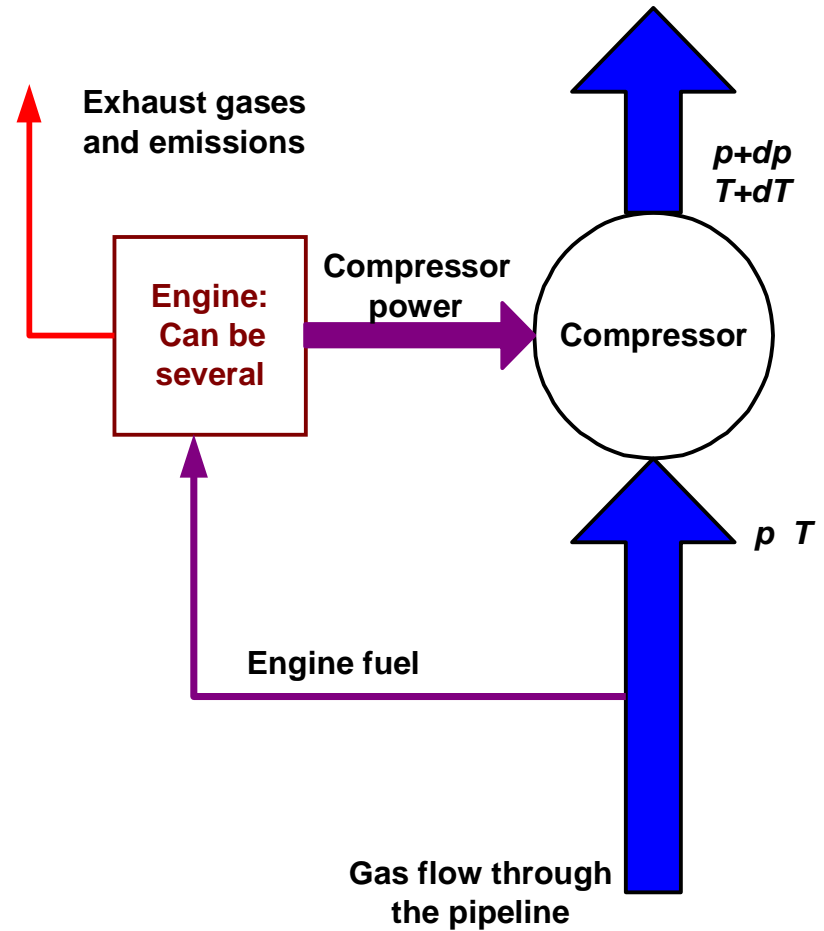 Exhaust gases
and emissions
p+dp
T+dT
Engine:
Can be
several
Compressor
power
Compressor
p T
Engine fuel
Gas flow through
the pipeline